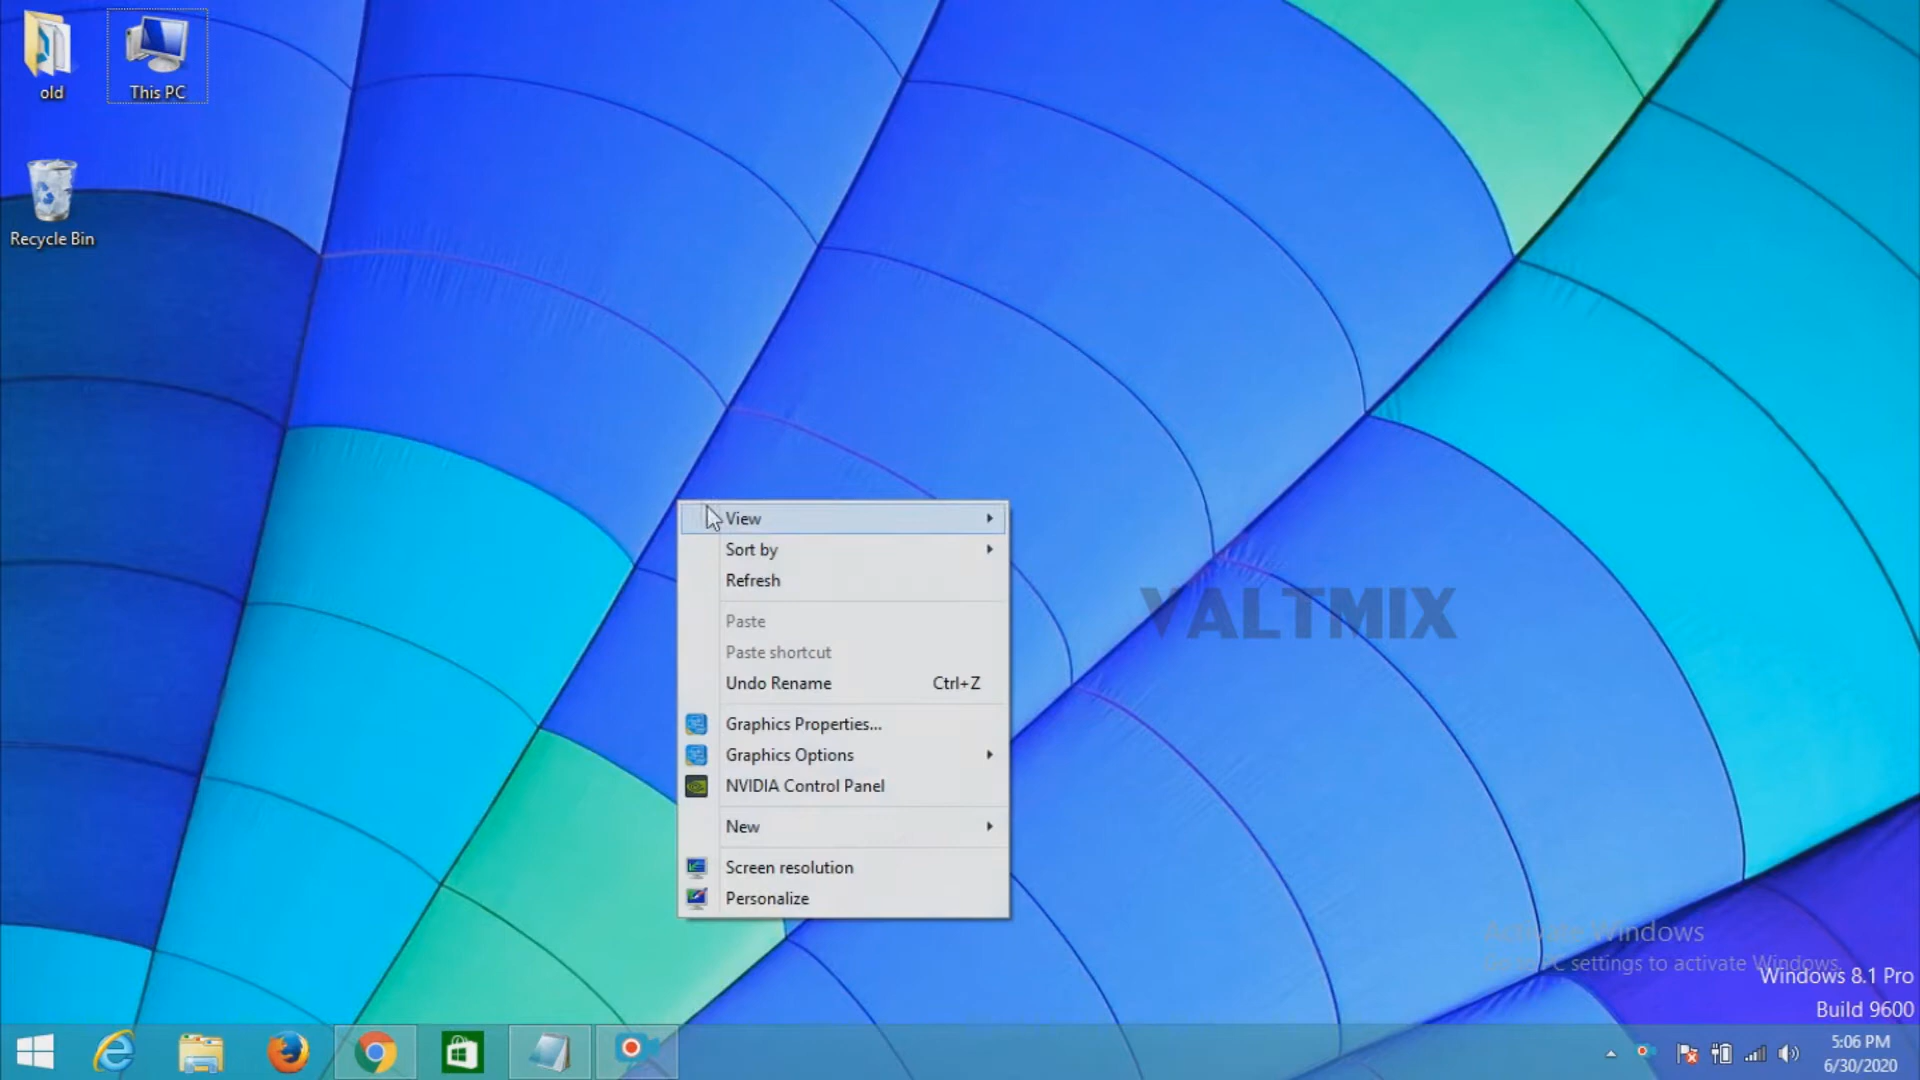 old
This PC
Recycle Bin
View
Sort by
Refresh
Paste
Paste shortcut
Undo Rename Ctrl+Z
Graphics Properties...
Graphics Options
NVIDIA Control Panel
New
Screen resolution
Personalize
VALTMIX
Activate Windows
Go to PC settings to activate Windows.
Windows 8.1 Pro
Build 9600
5:06 PM
6/30/2020